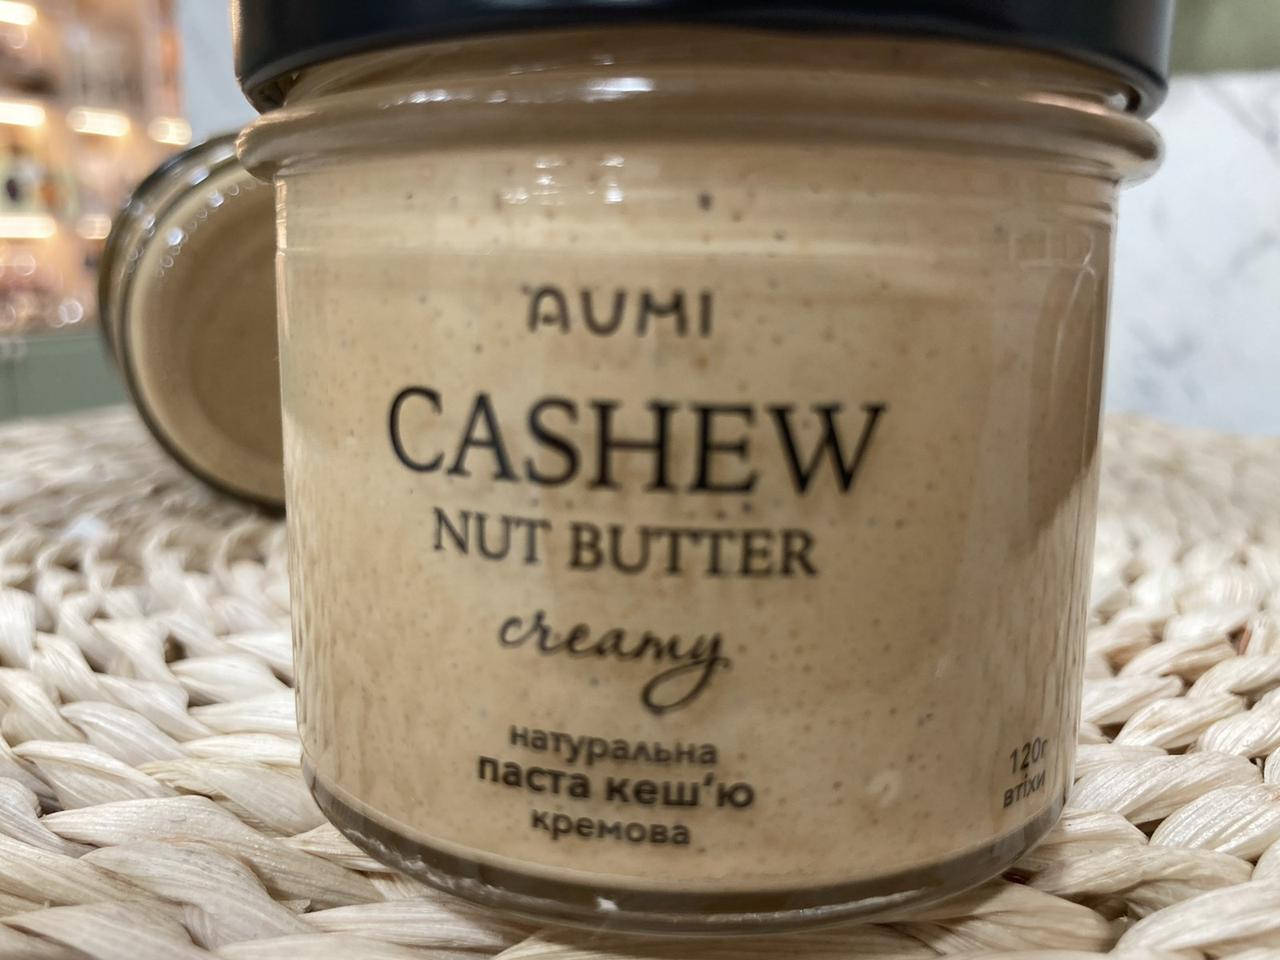 AUMI
CASHEW
NUT BUTTER
creamy
натуральна
паста кеш’ю
кремова
120г
втіхи